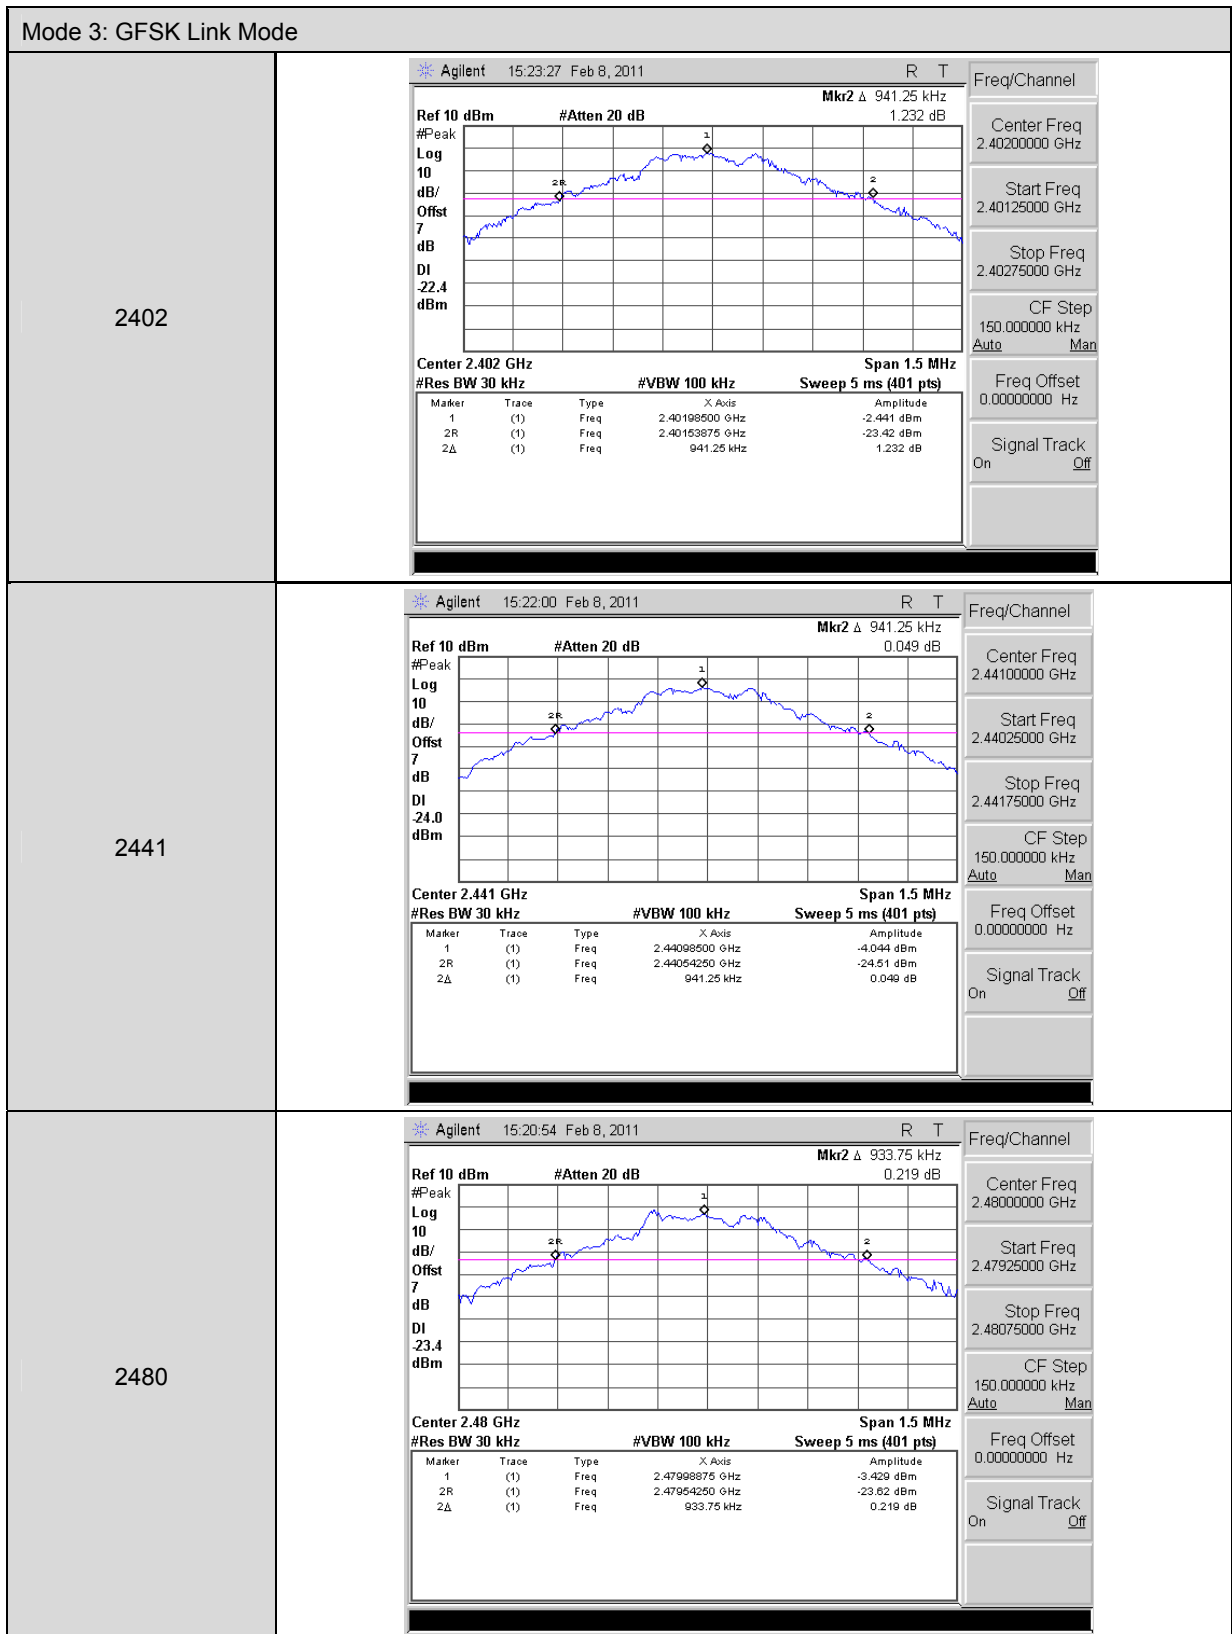 Mode 3: GFSK Link Mode
2402
Agilent 15:23:27 Feb 8, 2011 R T
Freq/Channel
Mkr2 Δ 941.25 kHz
Ref 10 dBm #Atten 20 dB 1.232 dB
#Peak
Log
10
dB/
Offst
7
dB
DI
-22.4
dBm
1
2R
2
Center 2.402 GHz Span 1.5 MHz
#Res BW 30 kHz #VBW 100 kHz Sweep 5 ms (401 pts)
Marker Trace Type X Axis Amplitude
1 (1) Freq 2.40198500 GHz -2.441 dBm
2R (1) Freq 2.40153875 GHz -23.42 dBm
2Δ (1) Freq 941.25 kHz 1.232 dB
Center Freq
2.40200000 GHz
Start Freq
2.40125000 GHz
Stop Freq
2.40275000 GHz
CF Step
150.000000 kHz
Auto Man
Freq Offset
0.00000000 Hz
Signal Track
On Off
2441
Agilent 15:22:00 Feb 8, 2011 R T
Freq/Channel
Mkr2 Δ 941.25 kHz
Ref 10 dBm #Atten 20 dB 0.049 dB
#Peak
Log
10
dB/
Offst
7
dB
DI
-24.0
dBm
1
2R
2
Center 2.441 GHz Span 1.5 MHz
#Res BW 30 kHz #VBW 100 kHz Sweep 5 ms (401 pts)
Marker Trace Type X Axis Amplitude
1 (1) Freq 2.44098500 GHz -4.044 dBm
2R (1) Freq 2.44054250 GHz -24.51 dBm
2Δ (1) Freq 941.25 kHz 0.049 dB
Center Freq
2.44100000 GHz
Start Freq
2.44025000 GHz
Stop Freq
2.44175000 GHz
CF Step
150.000000 kHz
Auto Man
Freq Offset
0.00000000 Hz
Signal Track
On Off
2480
Agilent 15:20:54 Feb 8, 2011 R T
Freq/Channel
Mkr2 Δ 933.75 kHz
Ref 10 dBm #Atten 20 dB 0.219 dB
#Peak
Log
10
dB/
Offst
7
dB
DI
-23.4
dBm
1
2R
2
Center 2.48 GHz Span 1.5 MHz
#Res BW 30 kHz #VBW 100 kHz Sweep 5 ms (401 pts)
Marker Trace Type X Axis Amplitude
1 (1) Freq 2.47998875 GHz -3.429 dBm
2R (1) Freq 2.47954250 GHz -23.62 dBm
2Δ (1) Freq 933.75 kHz 0.219 dB
Center Freq
2.48000000 GHz
Start Freq
2.47925000 GHz
Stop Freq
2.48075000 GHz
CF Step
150.000000 kHz
Auto Man
Freq Offset
0.00000000 Hz
Signal Track
On Off